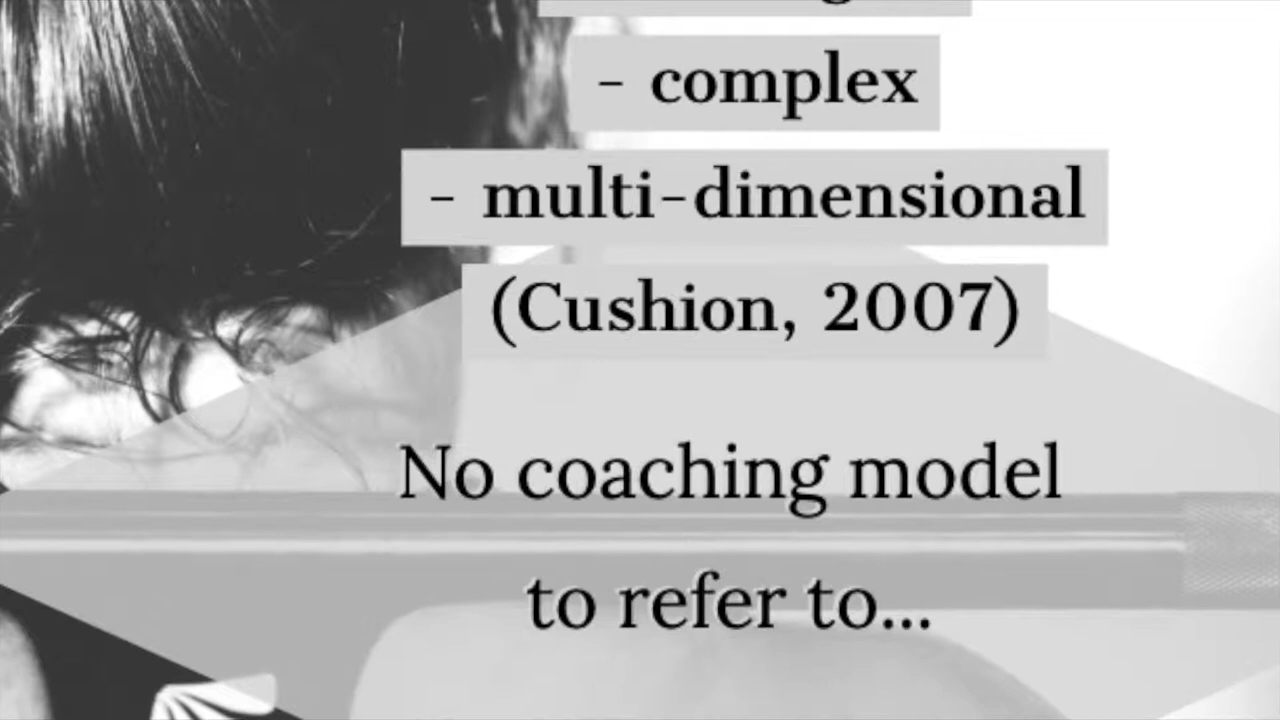 - complex
- multi-dimensional
(Cushion, 2007)
No coaching model
to refer to...